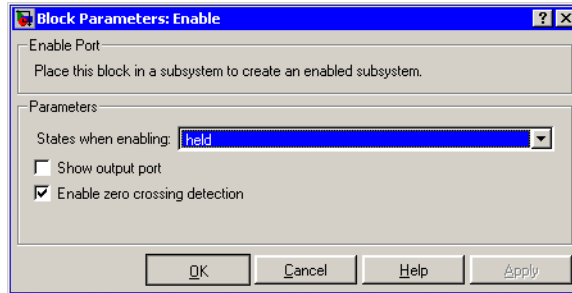 Block Parameters: Enable
Enable Port
Place this block in a subsystem to create an enabled subsystem.
Parameters
States when enabling: held
Show output port
Enable zero crossing detection
OK Cancel Help Apply